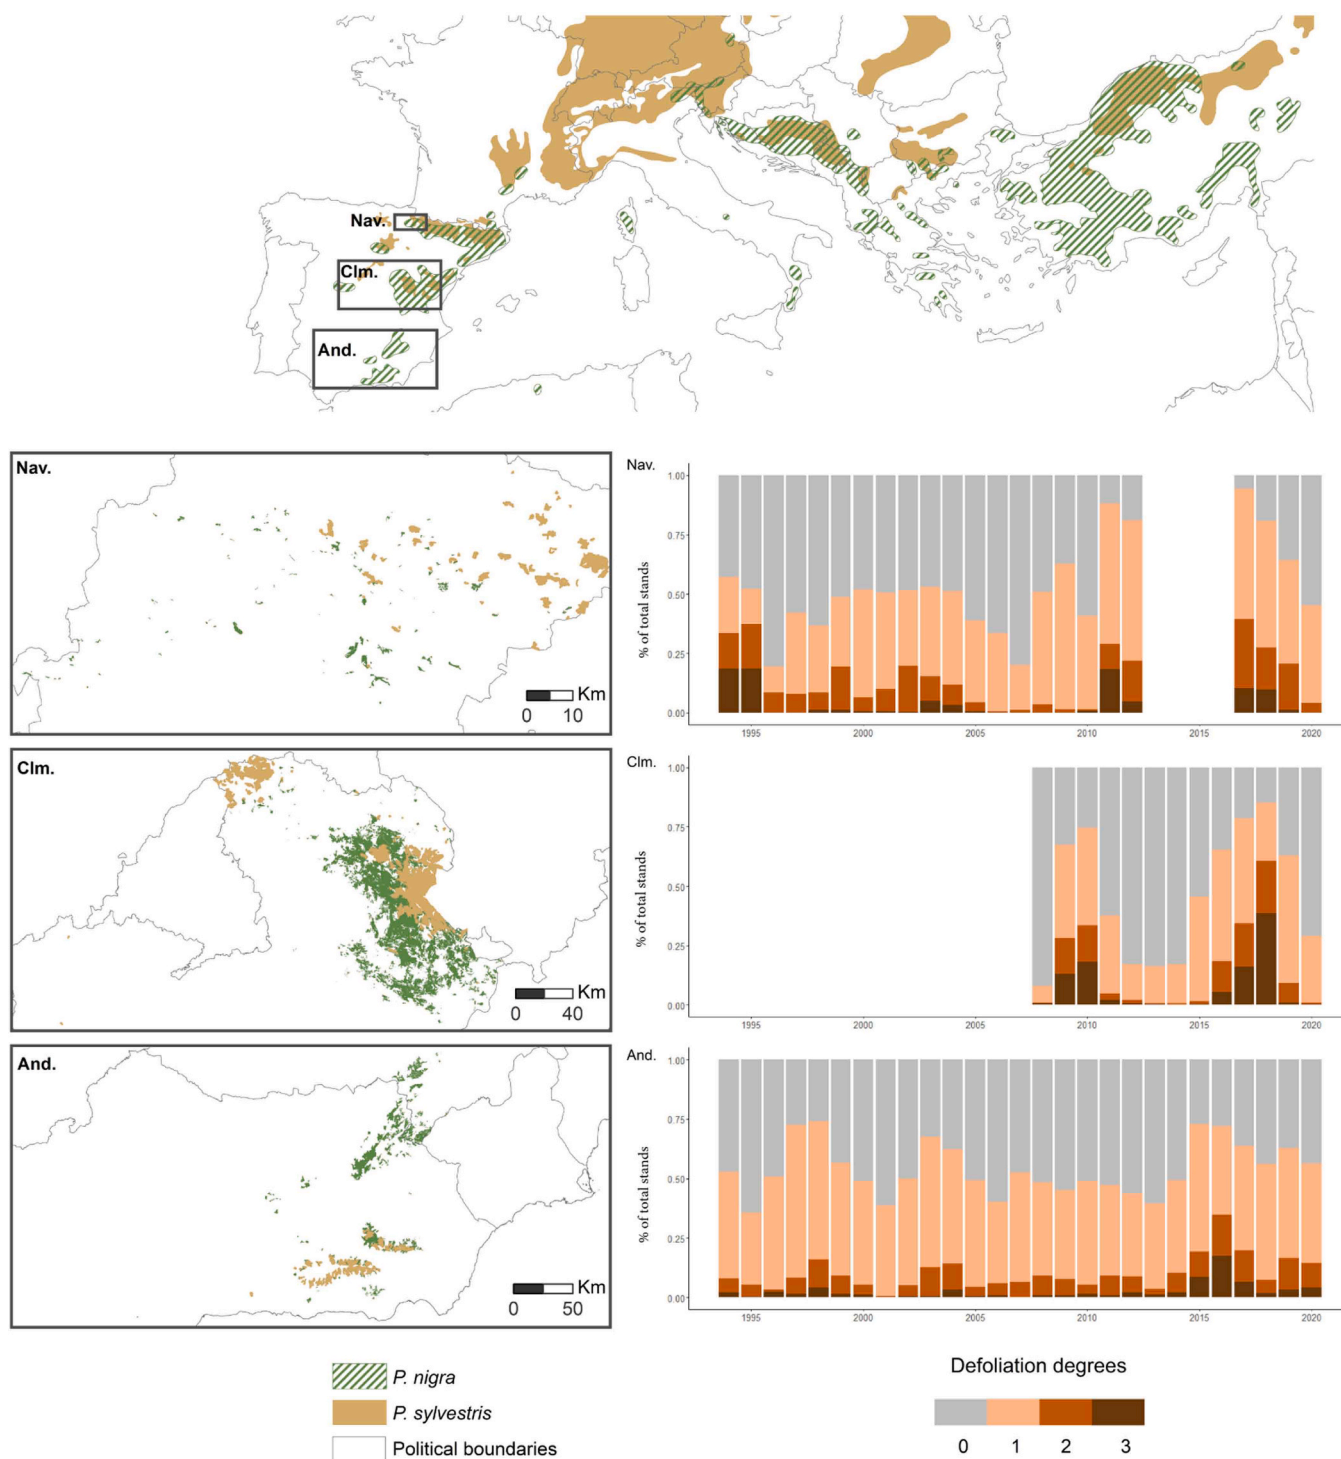 Nav.
Clm.
And.
Nav.
Km
0 10
Clm.
Km
0 40
And.
Km
0 50
Nav.
% of total stands
1.00
0.75
0.50
0.25
0.00
1995 2000 2005 2010 2015 2020
Clm.
% of total stands
1.00
0.75
0.50
0.25
0.00
1995 2000 2005 2010 2015 2020
And.
% of total stands
1.00
0.75
0.50
0.25
0.00
1995 2000 2005 2010 2015 2020
P. nigra
P. sylvestris
Political boundaries
Defoliation degrees
0 1 2 3